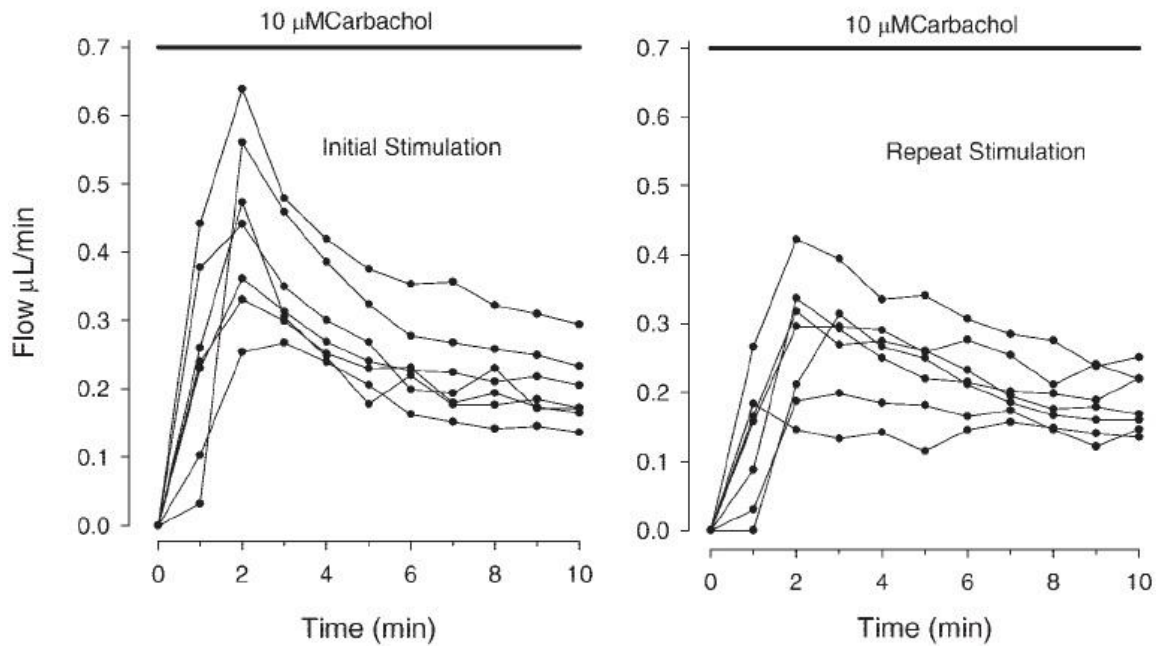 10 μMCarbachol
0.7
0.6
0.5
0.4
0.3
0.2
0.1
0.0
Flow μL/min
Initial Stimulation
0 2 4 6 8 10
Time (min)
10 μMCarbachol
0.7
0.6
0.5
0.4
0.3
0.2
0.1
0.0
Repeat Stimulation
0 2 4 6 8 10
Time (min)